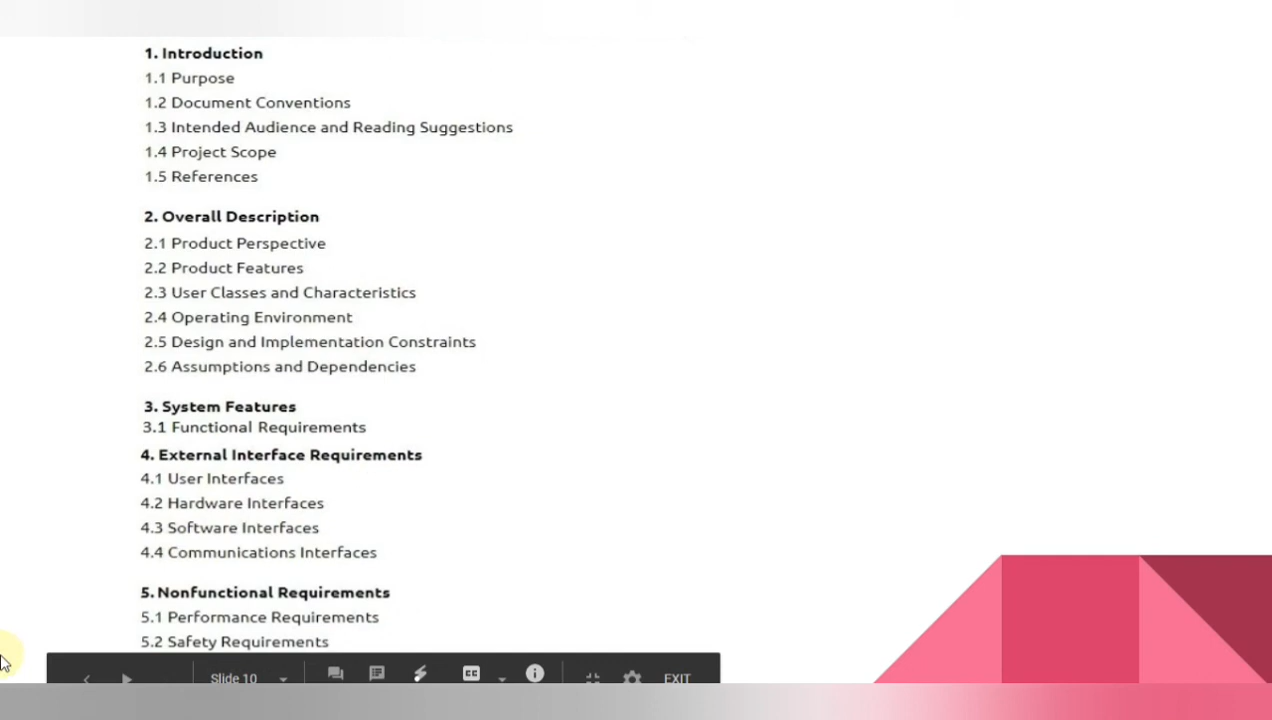 1. Introduction
1.1 Purpose
1.2 Document Conventions
1.3 Intended Audience and Reading Suggestions
1.4 Project Scope
1.5 References
2. Overall Description
2.1 Product Perspective
2.2 Product Features
2.3 User Classes and Characteristics
2.4 Operating Environment
2.5 Design and Implementation Constraints
2.6 Assumptions and Dependencies
3. System Features
3.1 Functional Requirements
4. External Interface Requirements
4.1 User Interfaces
4.2 Hardware Interfaces
4.3 Software Interfaces
4.4 Communications Interfaces
5. Nonfunctional Requirements
5.1 Performance Requirements
5.2 Safety Requirements
Slide 10 CC EXIT